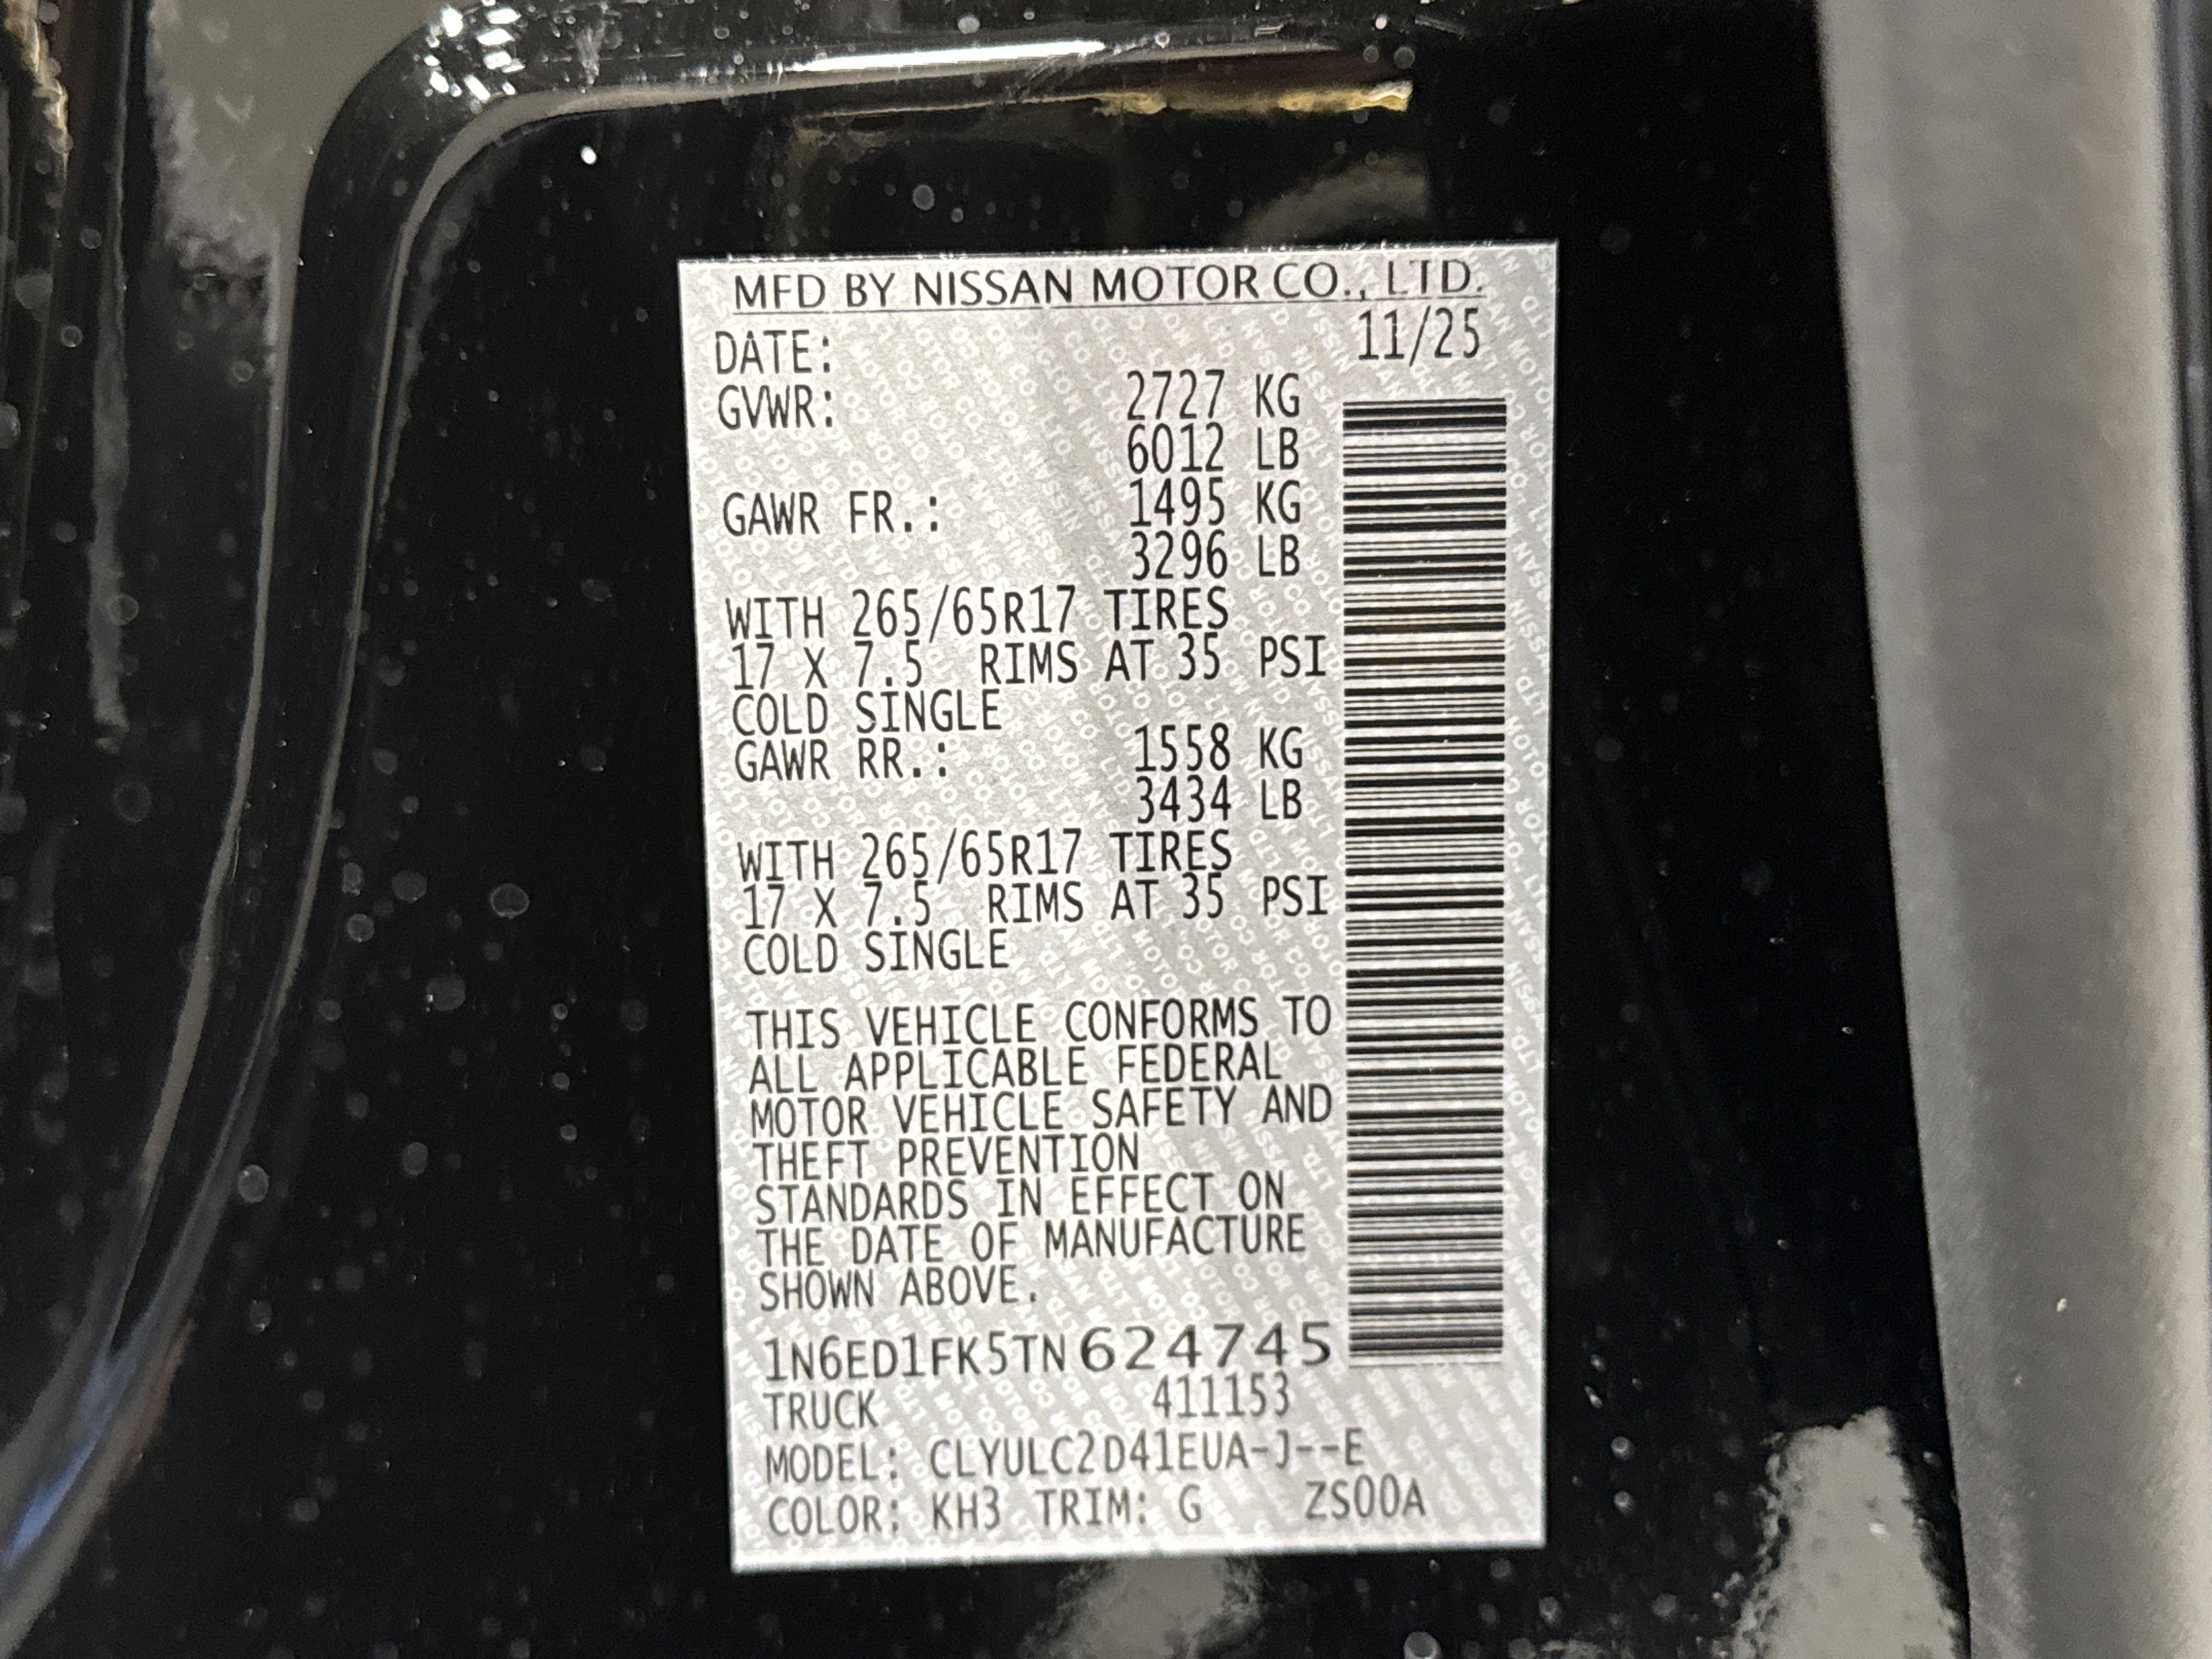 MFD BY NISSAN MOTOR CO., LTD.
DATE: 11/25
GVWR: 2727 KG
6012 LB
GAWR FR.: 1495 KG
3296 LB
WITH 265/65R17 TIRES
17 X 7.5 RIMS AT 35 PSI
COLD SINGLE
GAWR RR.: 1558 KG
3434 LB
WITH 265/65R17 TIRES
17 X 7.5 RIMS AT 35 PSI
COLD SINGLE
THIS VEHICLE CONFORMS TO
ALL APPLICABLE FEDERAL
MOTOR VEHICLE SAFETY AND
THEFT PREVENTION
STANDARDS IN EFFECT ON
THE DATE OF MANUFACTURE
SHOWN ABOVE.
1N6ED1FK5TN624745
TRUCK 411153
MODEL: CLYULC2D41EUA-J--E
COLOR: KH3 TRIM: G ZS00A